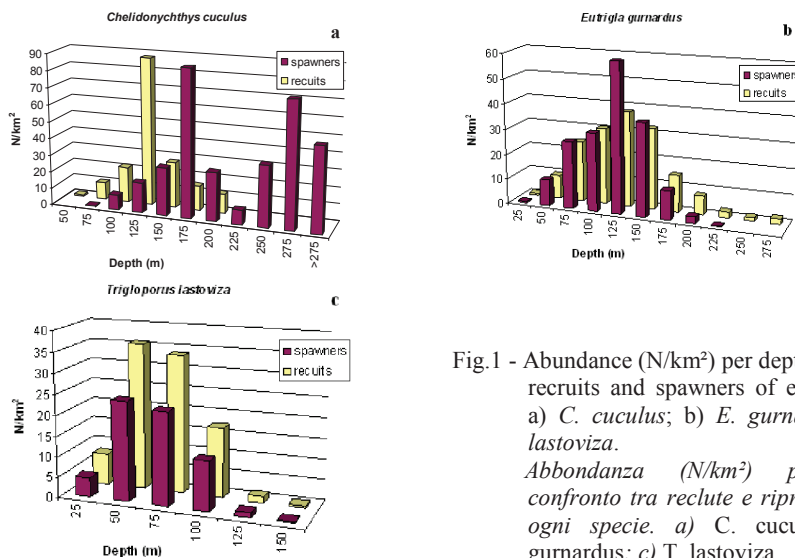 Chelidonychthys cuculus
a
spawners
recuits
N/km²
90
80
70
60
50
40
30
20
10
0
50
75
100
125
150
175
200
225
250
275
>275
Depth (m)
Eutrigla gurnardus
b
spawners
recuits
N/km²
60
50
40
30
20
10
0
25
50
75
100
125
150
175
200
225
250
275
Depth (m)
Trigloporus lastoviza
c
spawners
recuits
N/km²
40
35
30
25
20
15
10
5
0
25
50
75
100
125
150
Depth (m)
Fig.1 - Abundance (N/km²) per
recruits and spawners of
a) C. cuculus; b) E.
lastoviza.
Abbondanza (N/km²)
confronto tra reclute e
ogni specie. a) C.
gurnardus; c) T. lastoviza.